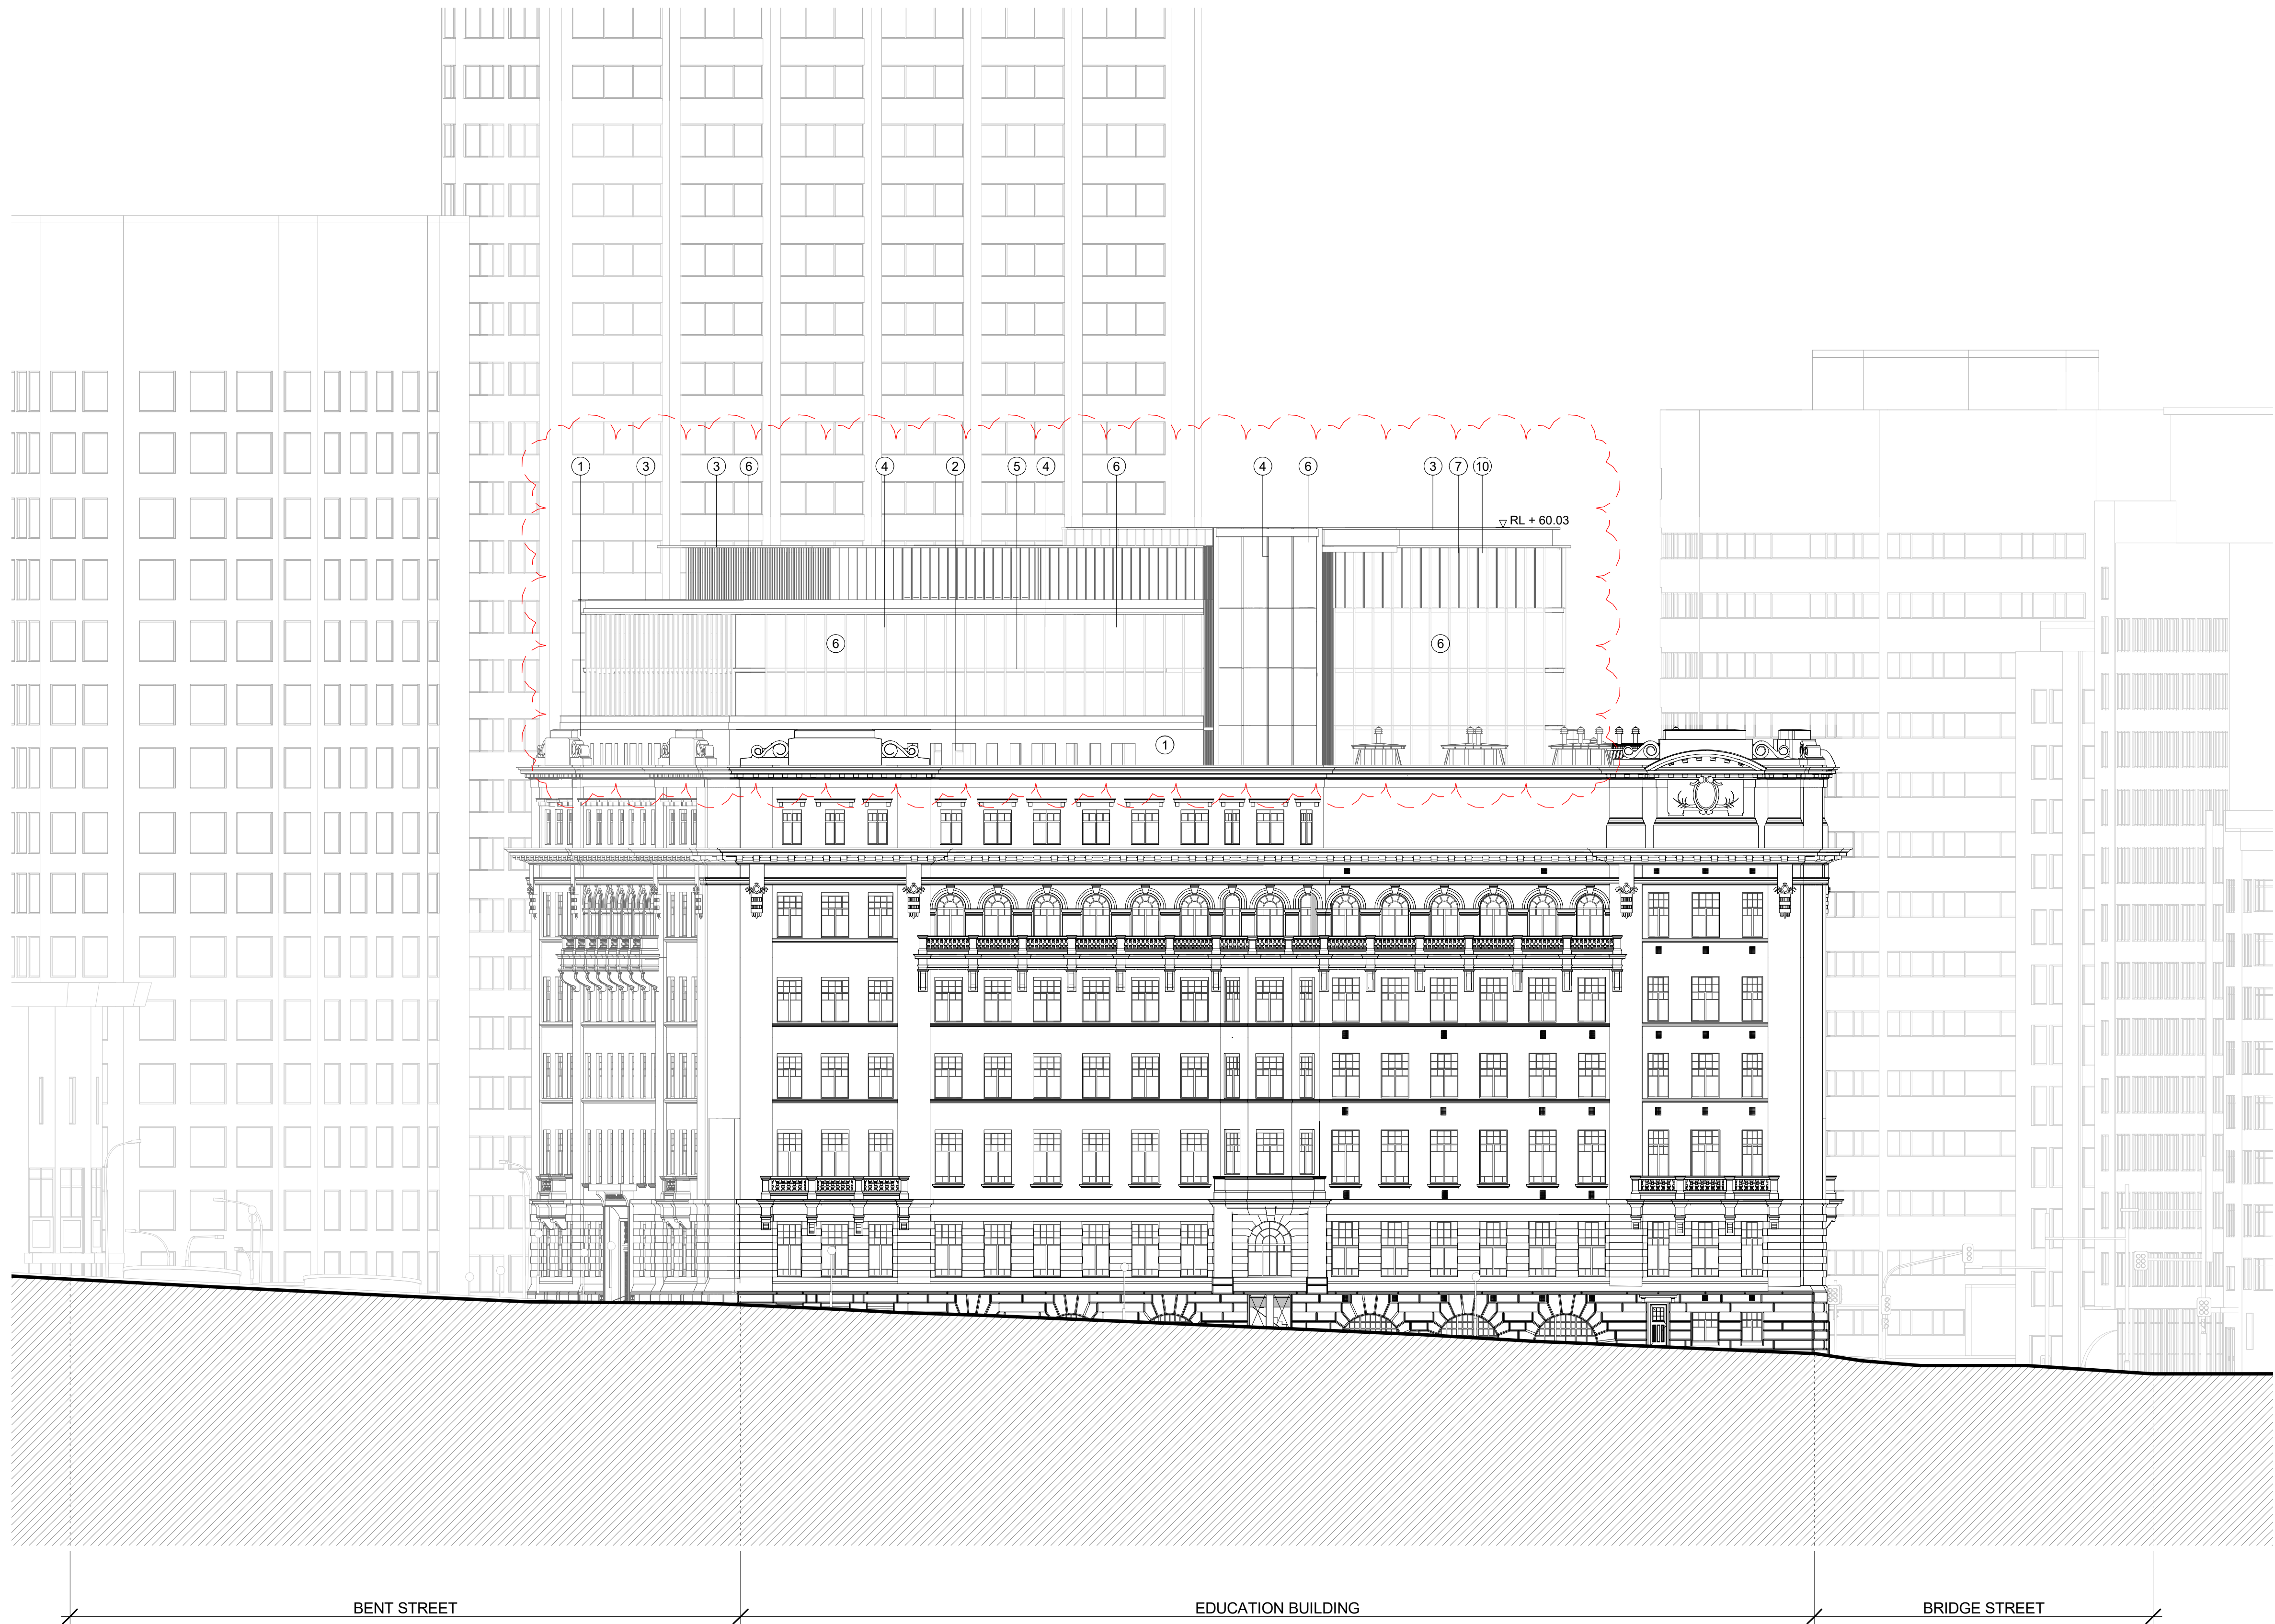 1 3 3 6 4 2 5 4 6 4 6 3 7 10
RL + 60.03
6 6
1
BENT STREET EDUCATION BUILDING BRIDGE STREET